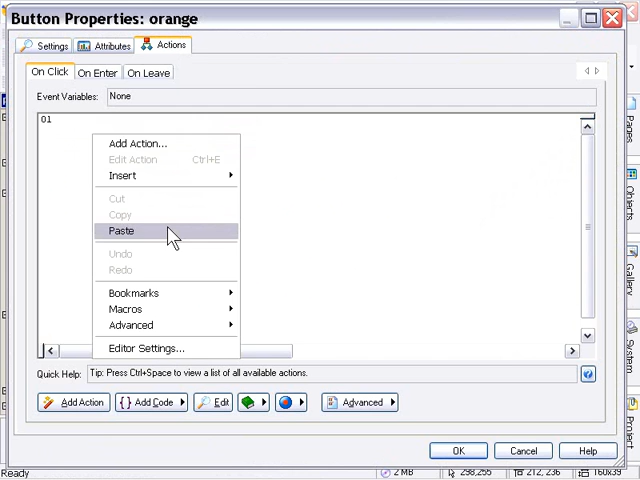 Button Properties: orange
Settings
Attributes
Actions
On Click
On Enter
On Leave
Event Variables:
None
01
Add Action...
Edit Action Ctrl+E
Insert
Cut
Copy
Paste
Undo
Redo
Bookmarks
Macros
Advanced
Editor Settings...
Quick Help:
Tip: Press Ctrl+Space to view a list of all available actions.
Add Action
Add Code
Edit
Advanced
OK
Cancel
Help
Pages
Objects
Gallery
System
Project
Ready
2 MB
298,255
212, 236
160x39